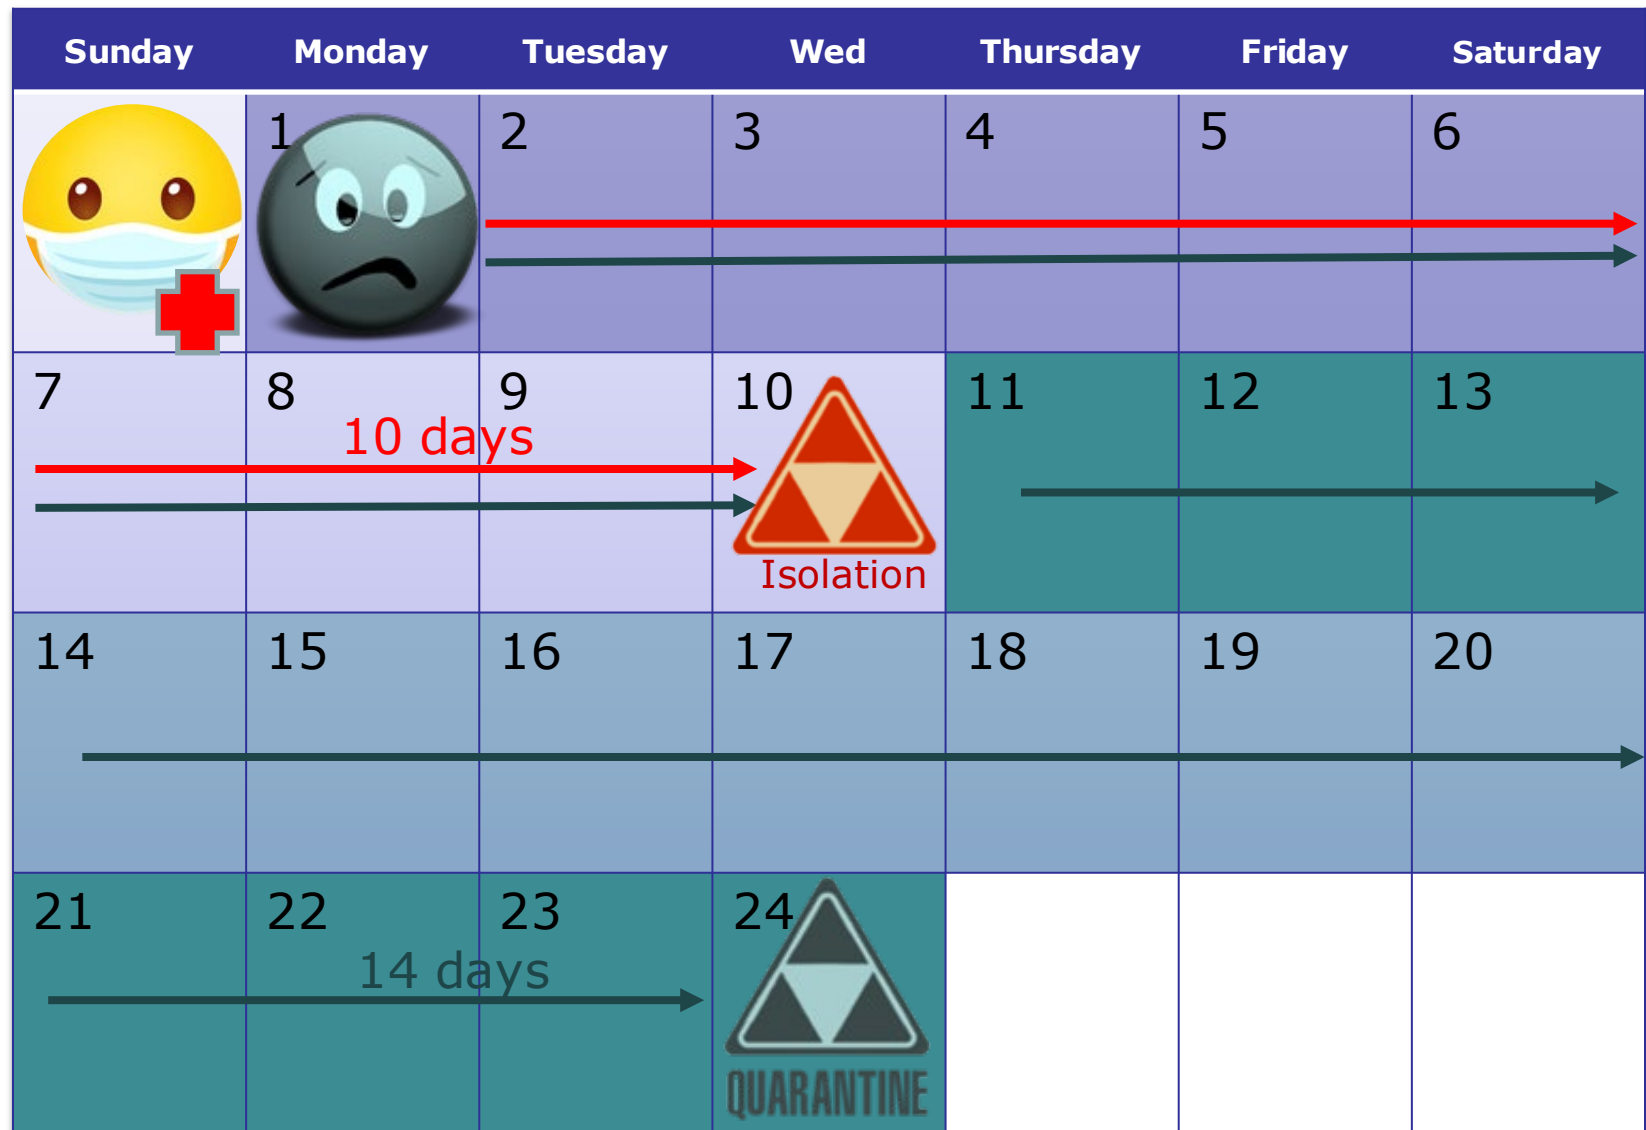 Sunday Monday Tuesday Wed Thursday Friday Saturday
1 2 3 4 5 6
7 8 9 10 11 12 13
10 days
Isolation
14 15 16 17 18 19 20
21 22 23 24
14 days
QUARANTINE